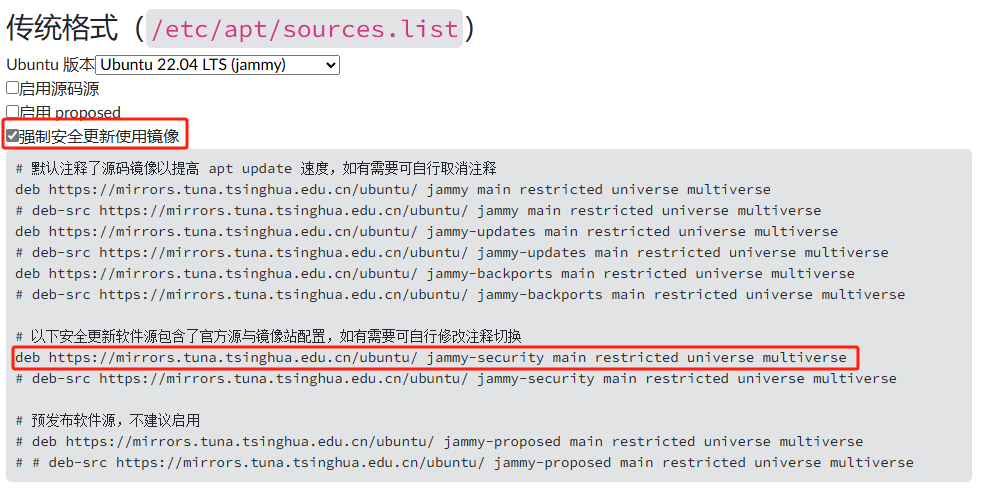 传统格式（/etc/apt/sources.list）
Ubuntu 版本 Ubuntu 22.04 LTS (jammy)
启用源码源
启用 proposed
强制安全更新使用镜像
# 默认注释了源码镜像以提高 apt update 速度，如有需要可自行取消注释
deb https://mirrors.tuna.tsinghua.edu.cn/ubuntu/ jammy main restricted universe multiverse
# deb-src https://mirrors.tuna.tsinghua.edu.cn/ubuntu/ jammy main restricted universe multiverse
deb https://mirrors.tuna.tsinghua.edu.cn/ubuntu/ jammy-updates main restricted universe multiverse
# deb-src https://mirrors.tuna.tsinghua.edu.cn/ubuntu/ jammy-updates main restricted universe multiverse
deb https://mirrors.tuna.tsinghua.edu.cn/ubuntu/ jammy-backports main restricted universe multiverse
# deb-src https://mirrors.tuna.tsinghua.edu.cn/ubuntu/ jammy-backports main restricted universe multiverse
# 以下安全更新软件源包含了官方源与镜像站配置，如有需要可自行修改注释切换
deb https://mirrors.tuna.tsinghua.edu.cn/ubuntu/ jammy-security main restricted universe multiverse
# deb-src https://mirrors.tuna.tsinghua.edu.cn/ubuntu/ jammy-security main restricted universe multiverse
# 预发布软件源，不建议启用
# deb https://mirrors.tuna.tsinghua.edu.cn/ubuntu/ jammy-proposed main restricted universe multiverse
# # deb-src https://mirrors.tuna.tsinghua.edu.cn/ubuntu/ jammy-proposed main restricted universe multiverse